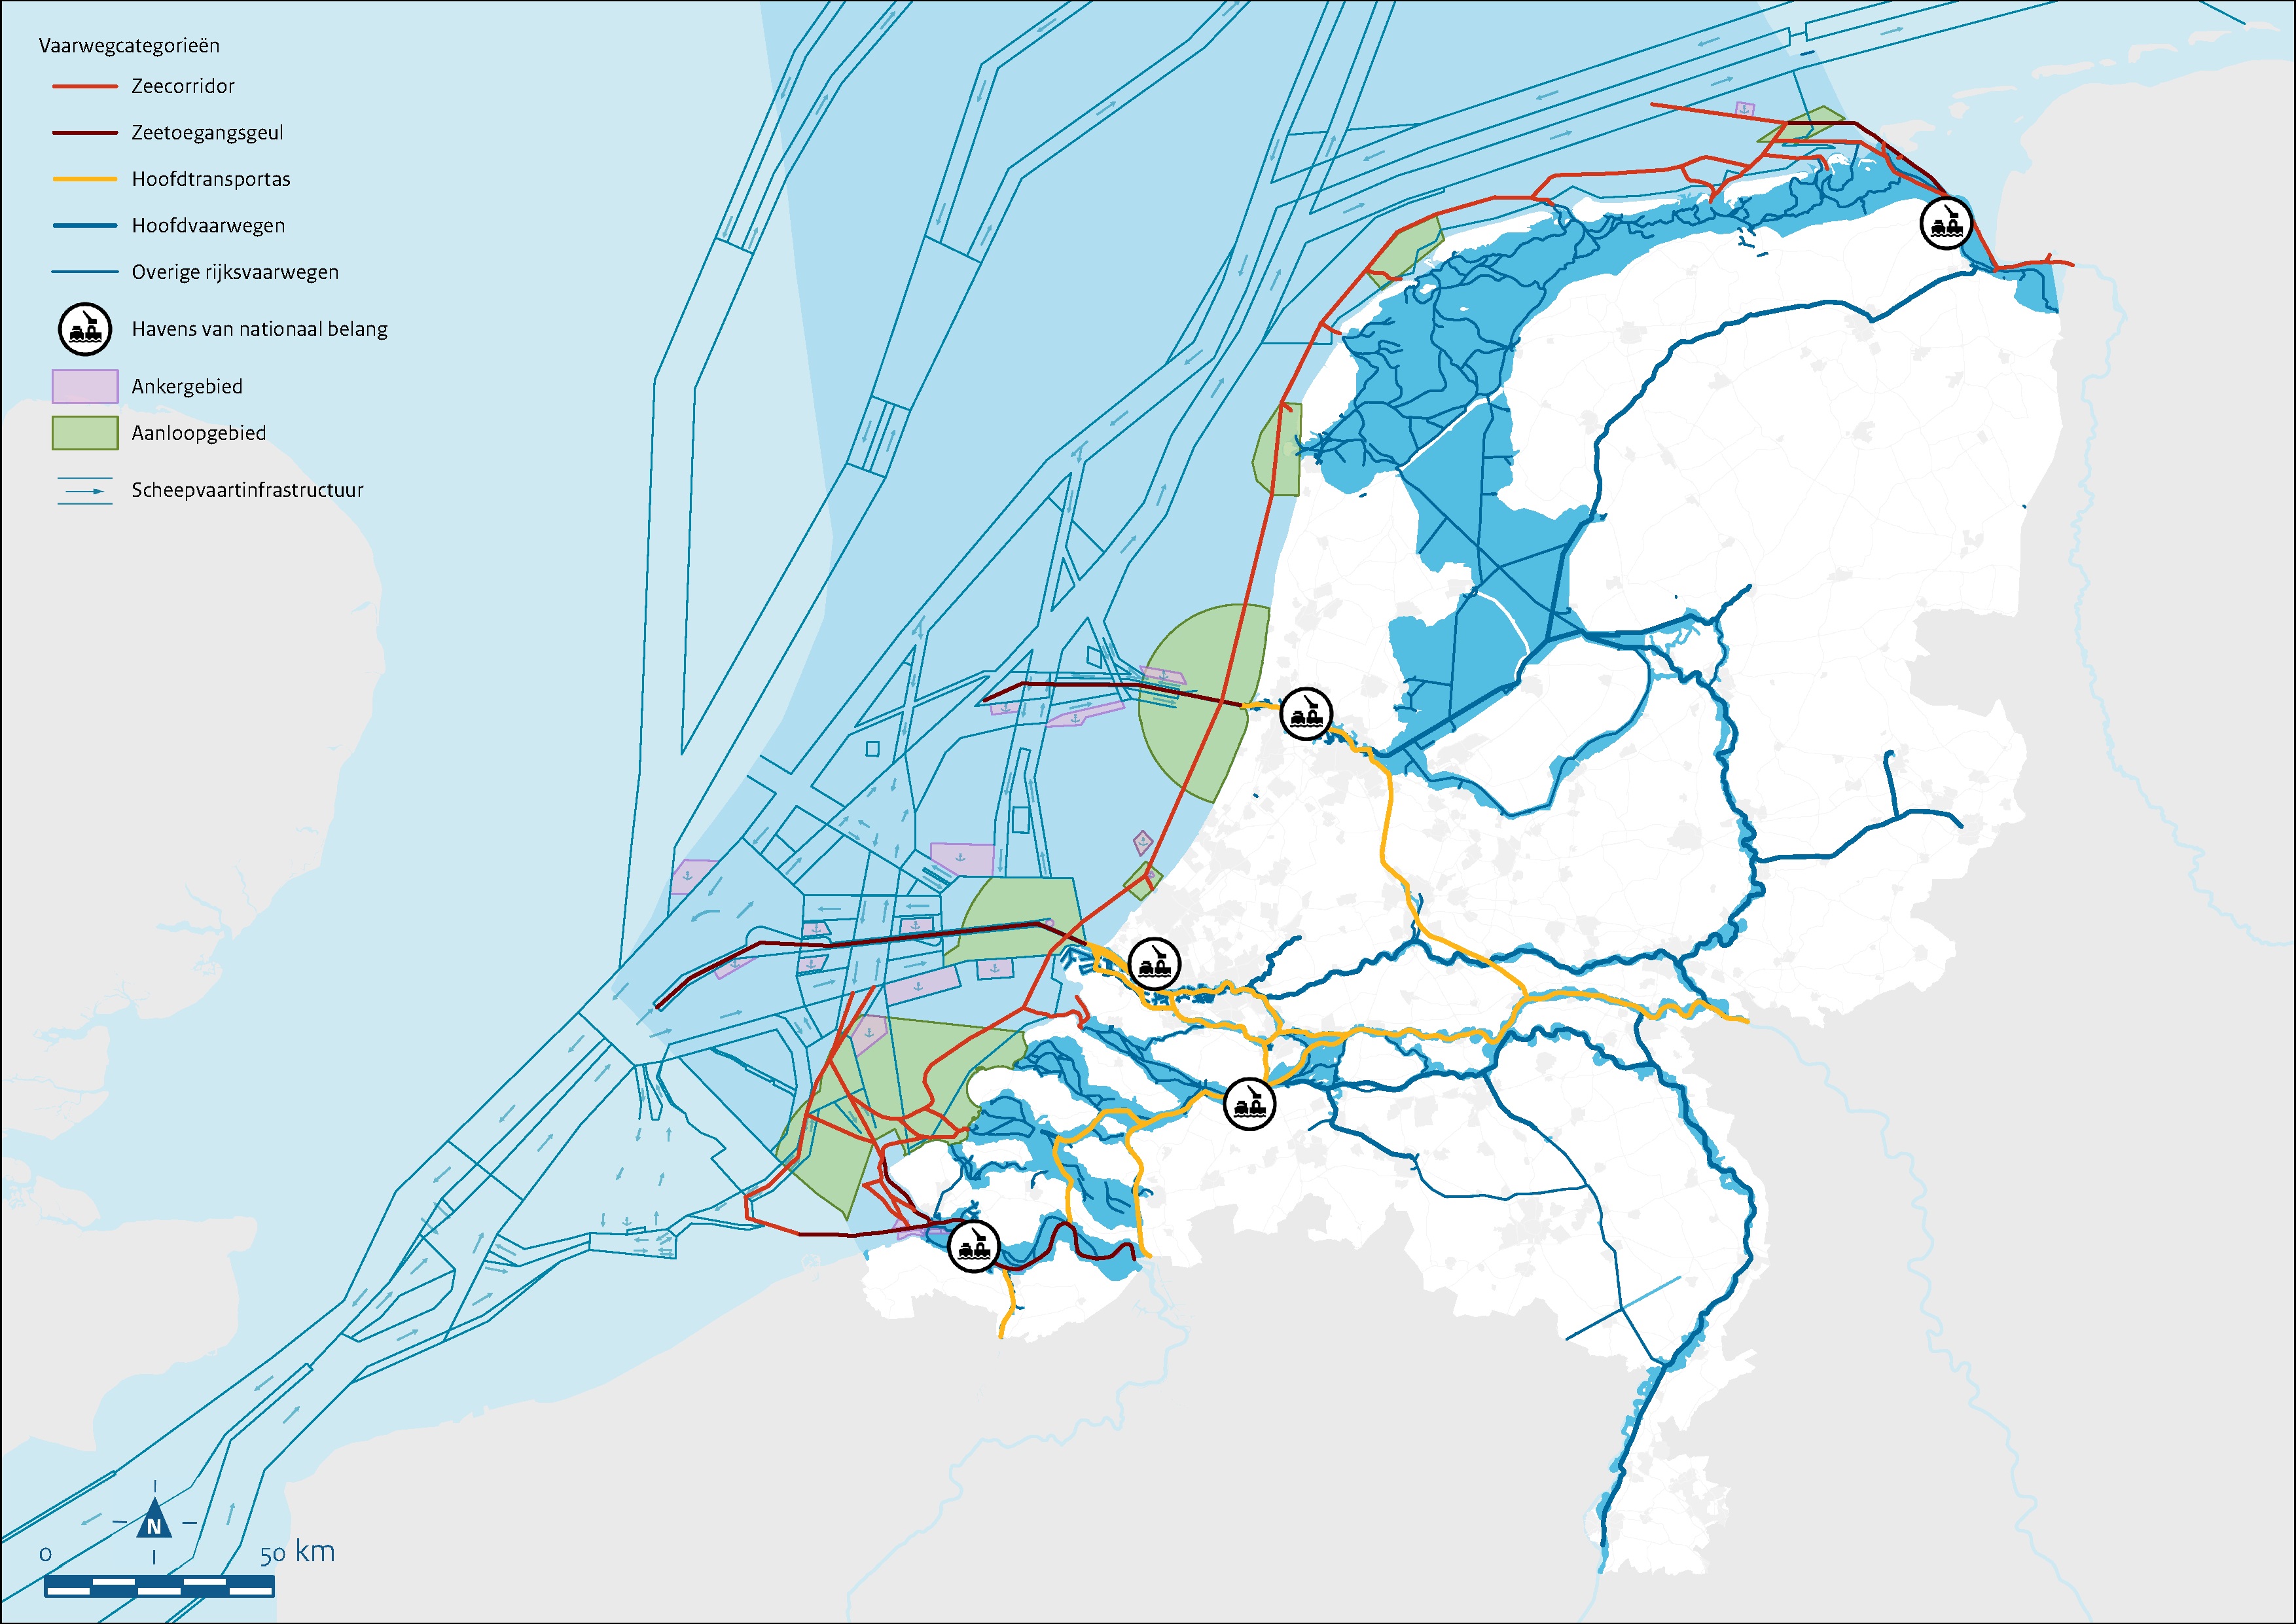 Vaarwegcategorieën
Zeecorridor
Zeetoegangsgeul
Hoofdtransportas
Hoofdvaarwegen
Overige rijksvaarwegen
Havens van nationaal belang
Ankergebied
Aanloopgebied
Scheepvaartinfrastructuur
N
0 50 km